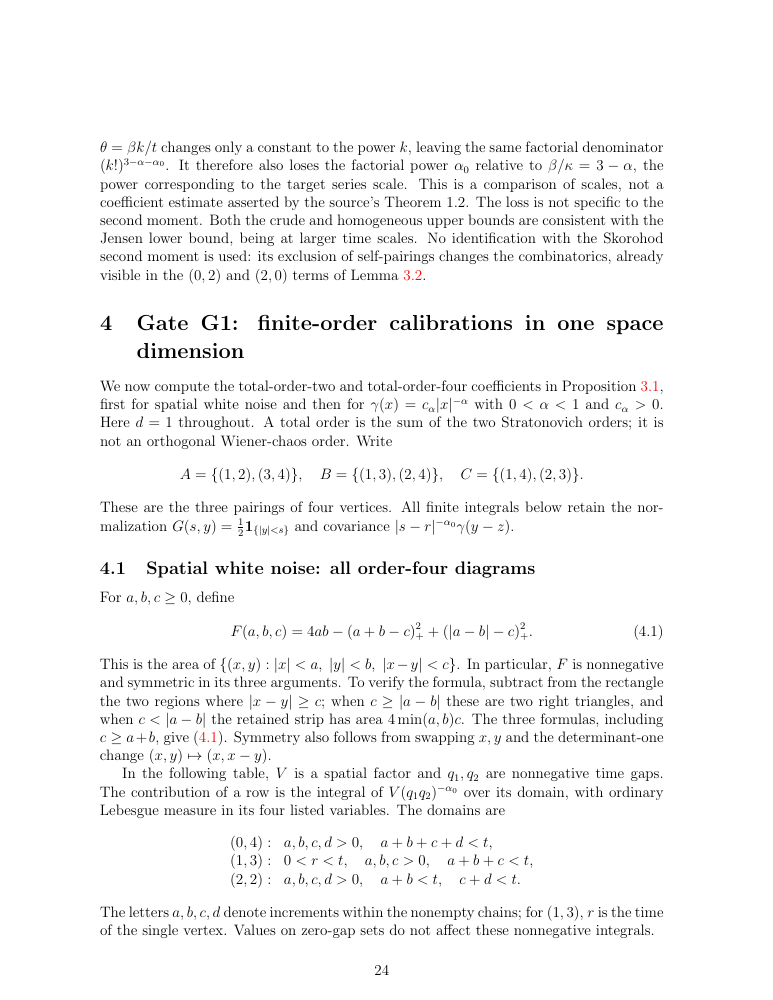 θ = βk/t changes only a constant to the power k, leaving the same factorial denominator
(k!)^{3−α−α₀}. It therefore also loses the factorial power α₀ relative to β/κ = 3 − α, the
power corresponding to the target series scale. This is a comparison of scales, not a
coefficient estimate asserted by the source's Theorem 1.2. The loss is not specific to the
second moment. Both the crude and homogeneous upper bounds are consistent with the
Jensen lower bound, being at larger time scales. No identification with the Skorohod
second moment is used: its exclusion of self-pairings changes the combinatorics, already
visible in the (0, 2) and (2, 0) terms of Lemma 3.2.
4 Gate G1: finite-order calibrations in one space
dimension
We now compute the total-order-two and total-order-four coefficients in Proposition 3.1,
first for spatial white noise and then for γ(x) = c_α|x|^{−α} with 0 < α < 1 and c_α > 0.
Here d = 1 throughout. A total order is the sum of the two Stratonovich orders; it is
not an orthogonal Wiener-chaos order. Write
A = {(1, 2), (3, 4)}, B = {(1, 3), (2, 4)}, C = {(1, 4), (2, 3)}.
These are the three pairings of four vertices. All finite integrals below retain the nor-
malization G(s, y) = ½1_{{|y|<s}} and covariance |s − r|^{−α₀}γ(y − z).
4.1 Spatial white noise: all order-four diagrams
For a, b, c ≥ 0, define
F(a, b, c) = 4ab − (a + b − c)²₊ + (|a − b| − c)²₊. (4.1)
This is the area of {(x, y) : |x| < a, |y| < b, |x−y| < c}. In particular, F is nonnegative
and symmetric in its three arguments. To verify the formula, subtract from the rectangle
the two regions where |x − y| ≥ c; when c ≥ |a − b| these are two right triangles, and
when c < |a − b| the retained strip has area 4 min(a, b)c. The three formulas, including
c ≥ a+b, give (4.1). Symmetry also follows from swapping x, y and the determinant-one
change (x, y) ↦ (x, x − y).
In the following table, V is a spatial factor and q₁, q₂ are nonnegative time gaps.
The contribution of a row is the integral of V(q₁q₂)^{−α₀} over its domain, with ordinary
Lebesgue measure in its four listed variables. The domains are
(0, 4) : a, b, c, d > 0, a + b + c + d < t,
(1, 3) : 0 < r < t, a, b, c > 0, a + b + c < t,
(2, 2) : a, b, c, d > 0, a + b < t, c + d < t.
The letters a, b, c, d denote increments within the nonempty chains; for (1, 3), r is the time
of the single vertex. Values on zero-gap sets do not affect these nonnegative integrals.
24